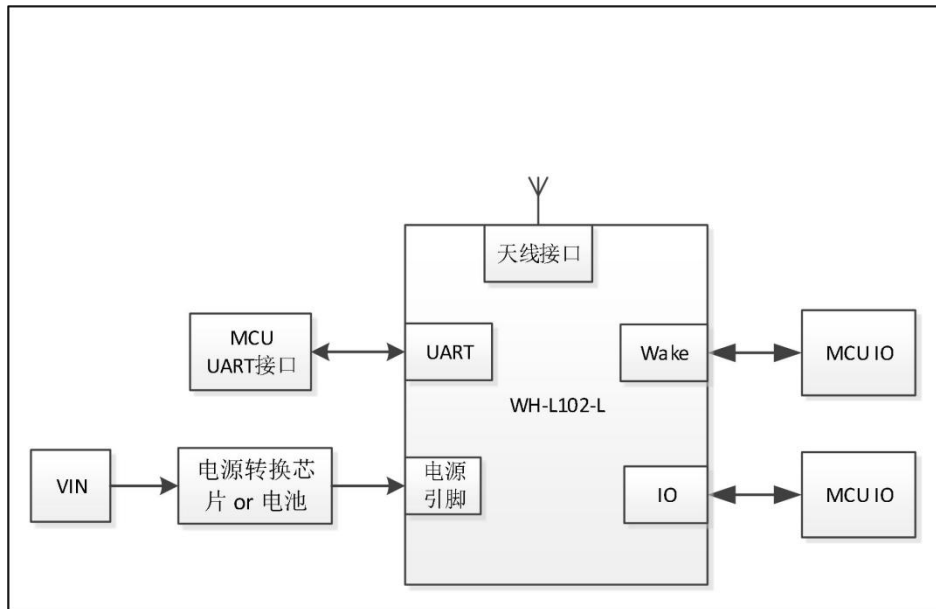 天线接口
MCU
UART接口
UART
Wake
MCU IO
WH-L102-L
VIN
电源转换芯
片 or 电池
电源
引脚
IO
MCU IO